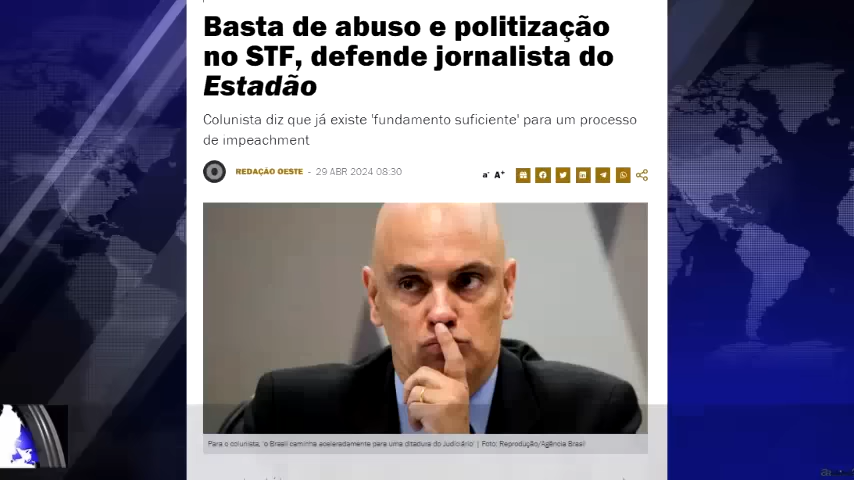 Basta de abuso e politização
no STF, defende jornalista do
Estadão
Colunista diz que já existe 'fundamento suficiente' para um processo
de impeachment
REDAÇÃO OESTE - 29 ABR 2024 08:30
a- A+
Para o colunista, 'o Brasil caminha aceleradamente para uma ditadura do Judiciário' | Foto: Reprodução/Agência Brasil